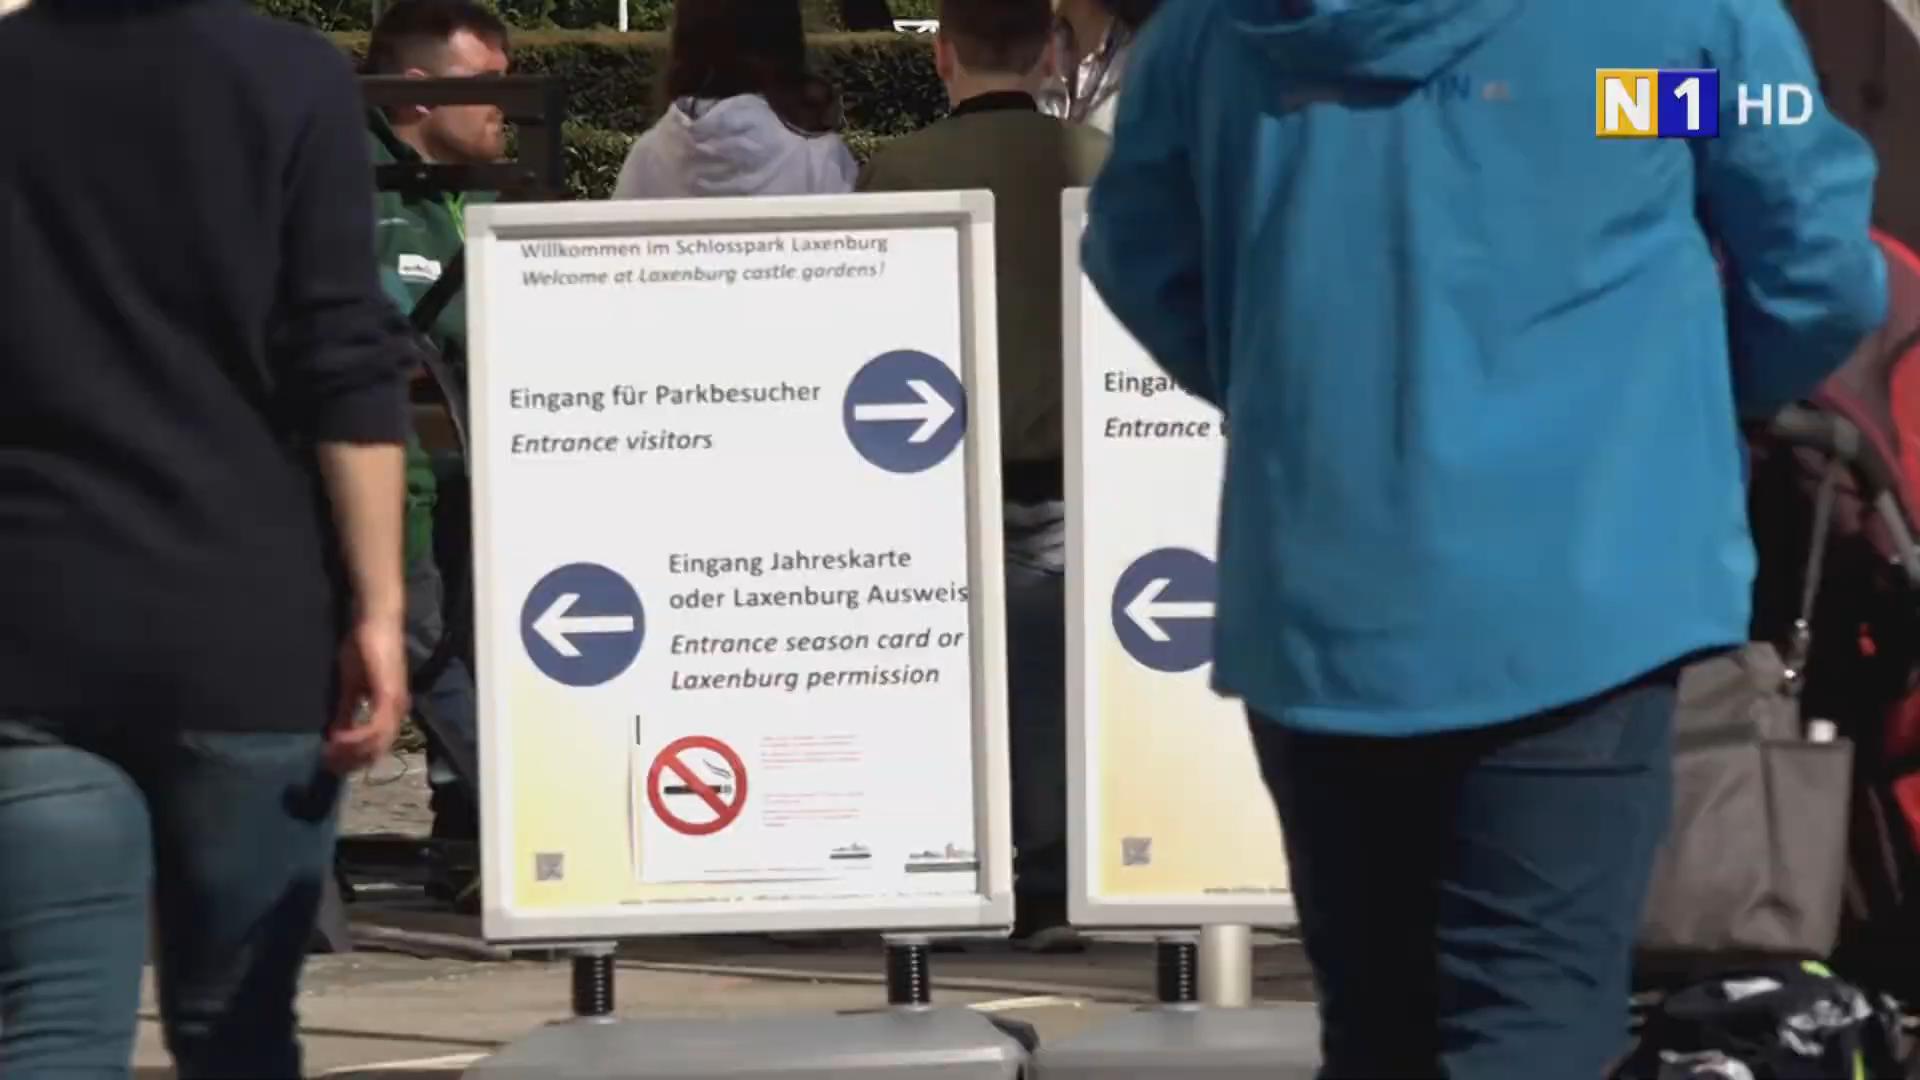 N1 HD
Willkommen im Schlosspark Laxenburg
Welcome at Laxenburg castle gardens!
Eingang für Parkbesucher
Entrance visitors
Eingang Jahreskarte
oder Laxenburg Ausweis
Entrance season card or
Laxenburg permission
Entrance